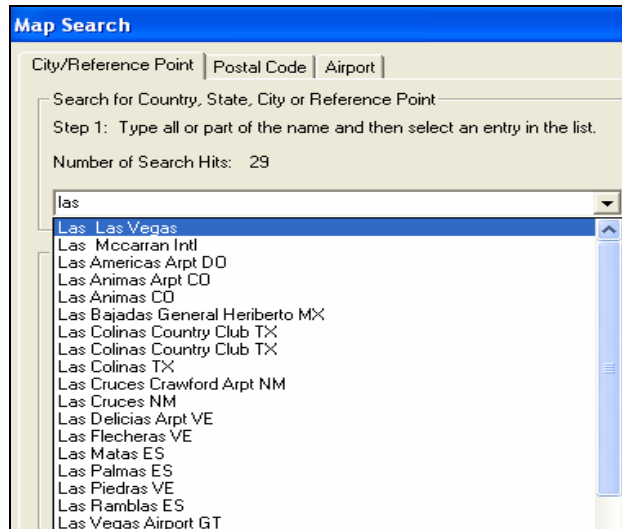 Map Search
City/Reference Point Postal Code Airport
Search for Country, State, City or Reference Point
Step 1: Type all or part of the name and then select an entry in the list.
Number of Search Hits: 29
las
Las Las Vegas
Las Mccarran Intl
Las Americas Arpt DO
Las Animas Arpt CO
Las Animas CO
Las Bajadas General Heriberto MX
Las Colinas Country Club TX
Las Colinas Country Club TX
Las Colinas TX
Las Cruces Crawford Arpt NM
Las Cruces NM
Las Delicias Arpt VE
Las Flecheras VE
Las Matas ES
Las Palmas ES
Las Piedras VE
Las Ramblas ES
Las Vegas Airport GT